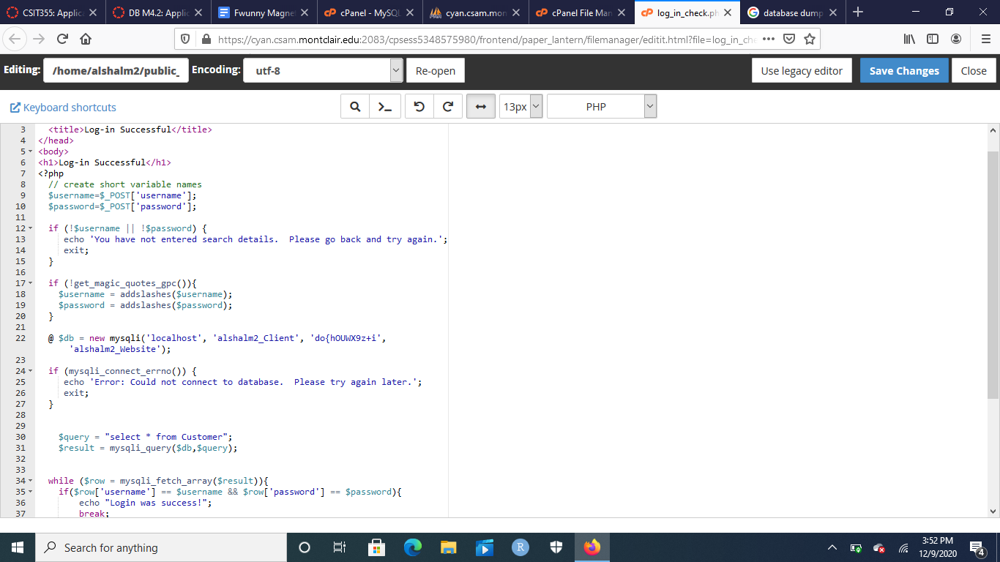 CSIT355: Applica
DB M4.2: Applic
Fwunny Magnet
cPanel - MySQL
cyan.csam.mon
cPanel File Man
log_in_check.ph
database dump
https://cyan.csam.montclair.edu:2083/cpsess5348575980/frontend/paper_lantern/filemanager/editit.html?file=log_in_che
Editing: /home/alshalm2/public_ Encoding: utf-8 Re-open Use legacy editor Save Changes Close
Keyboard shortcuts 13px PHP
3 <title>Log-in Successful</title>
4 </head>
5 <body>
6 <h1>Log-in Successful</h1>
7 <?php
8 // create short variable names
9 $username=$_POST['username'];
10 $password=$_POST['password'];
11
12 if (!$username || !$password) {
13 echo 'You have not entered search details.  Please go back and try again.';
14 exit;
15 }
16
17 if (!get_magic_quotes_gpc()){
18 $username = addslashes($username);
19 $password = addslashes($password);
20 }
21
22 @ $db = new mysqli('localhost', 'alshalm2_Client', 'do{hOUWX9z+i',
'alshalm2_Website');
23
24 if (mysqli_connect_errno()) {
25 echo 'Error: Could not connect to database.  Please try again later.';
26 exit;
27 }
28
29
30 $query = "select * from Customer";
31 $result = mysqli_query($db,$query);
32
33
34 while ($row = mysqli_fetch_array($result)){
35 if($row['username'] == $username && $row['password'] == $password){
36 echo "Login was success!";
37 break;
Search for anything
R
3:52 PM
12/9/2020
4